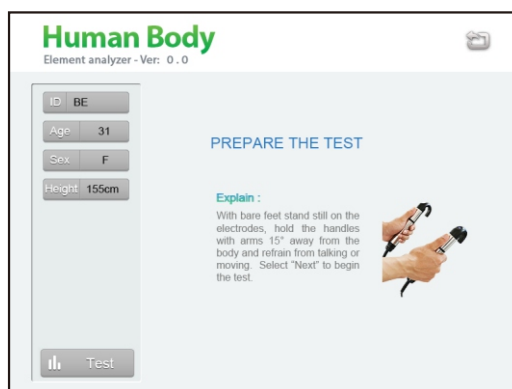 Human Body
Element analyzer - Ver: 0 . 0
ID BE
Age 31
Sex F
Height 155cm
PREPARE THE TEST
Explain :
With bare feet stand still on the
electrodes, hold the handles
with arms 15° away from the
body and refrain from talking or
moving. Select "Next" to begin
the test.
Test